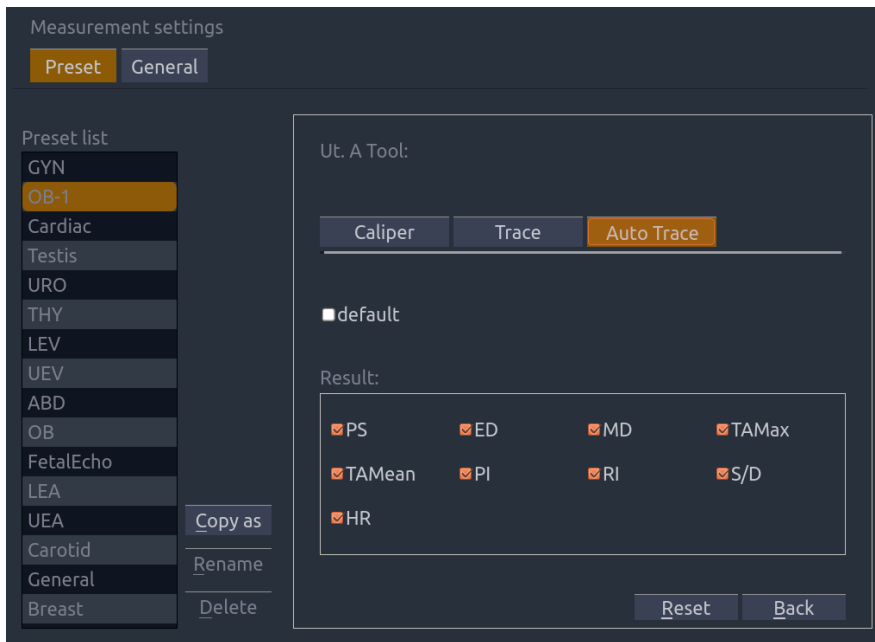 Measurement settings
Preset General
Preset list
GYN
OB-1
Cardiac
Testis
URO
THY
LEV
UEV
ABD
OB
FetalEcho
LEA
UEA
Carotid
General
Breast
Copy as
Rename
Delete
Ut. A Tool:
Caliper Trace Auto Trace
default
Result:
PS ED MD TAMax
TAMean PI RI S/D
HR
Reset Back